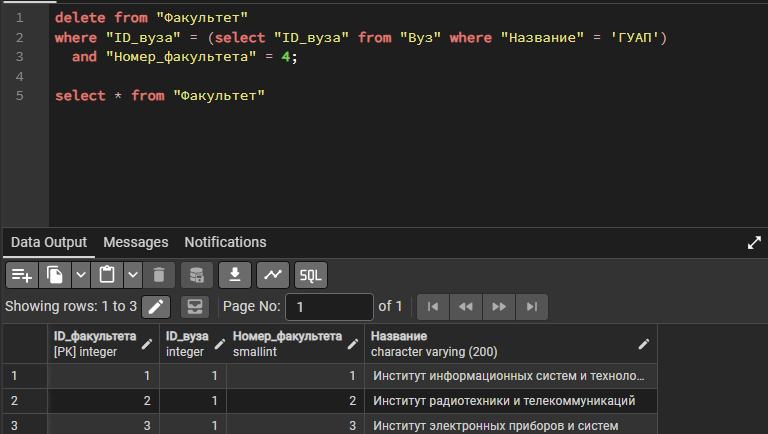 1 delete from "Факультет"
2 where "ID_вуза" = (select "ID_вуза" from "Вуз" where "Название" = 'ГУАП')
3 and "Номер_факультета" = 4;
4
5 select * from "Факультет"
Data Output Messages Notifications
SQL
Showing rows: 1 to 3 Page No: 1 of 1
ID_факультета ID_вуза Номер_факультета Название
[PK] integer integer smallint character varying (200)
1 1 1 1 Институт информационных систем и техноло…
2 2 1 2 Институт радиотехники и телекоммуникаций
3 3 1 3 Институт электронных приборов и систем